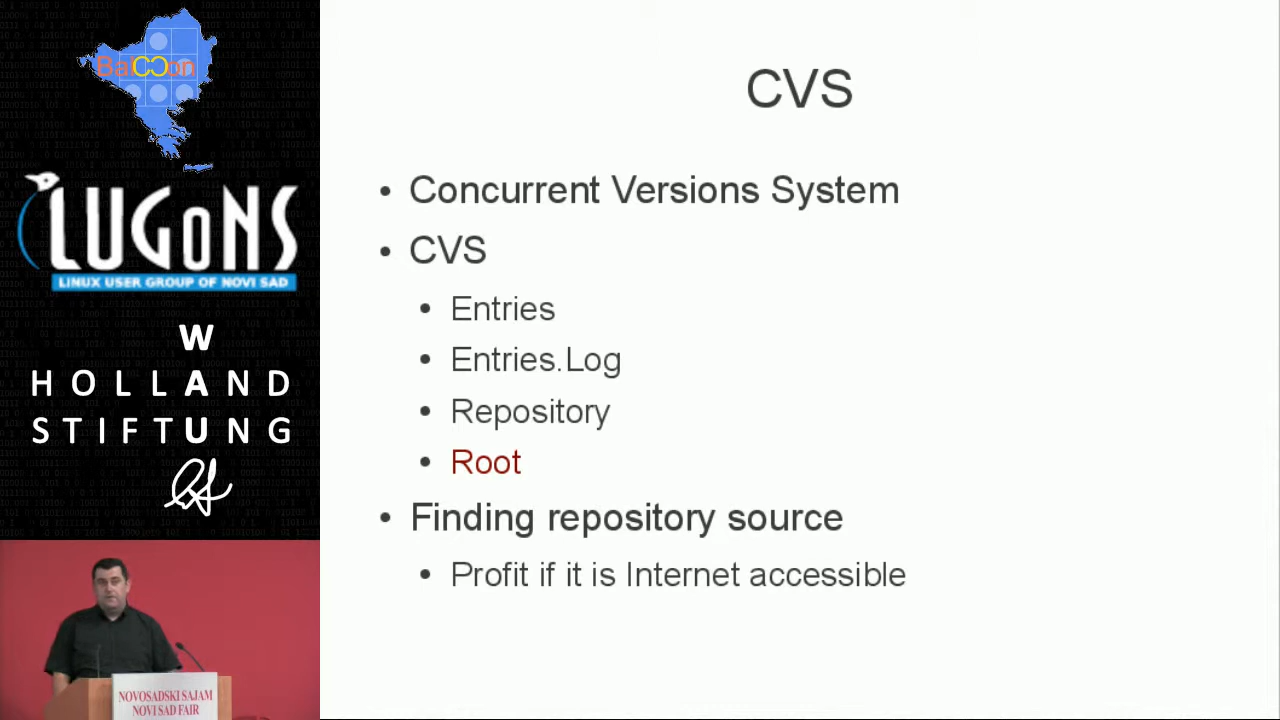 BalCCon
LUGoNS
LINUX USER GROUP OF NOVI SAD
W
HOLLAND
STIFTUNG
NOVOSADSKI SAJAM
NOVI SAD FAIR
CVS
• Concurrent Versions System
• CVS
• Entries
• Entries.Log
• Repository
• Root
• Finding repository source
• Profit if it is Internet accessible